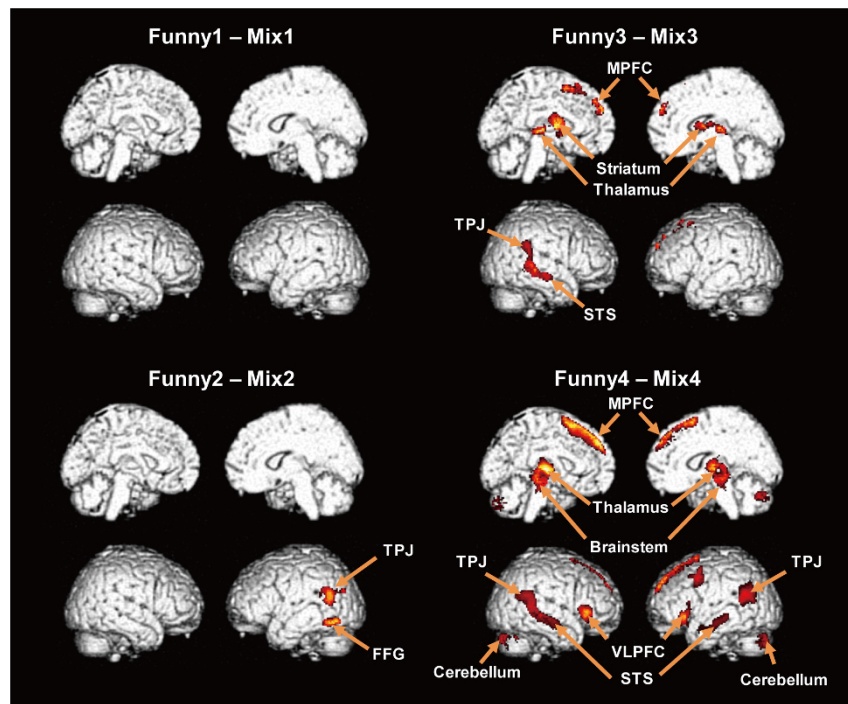 Funny1 – Mix1
Funny3 – Mix3
MPFC
Striatum
Thalamus
TPJ
STS
Funny2 – Mix2
TPJ
FFG
Funny4 – Mix4
MPFC
Thalamus
Brainstem
TPJ
TPJ
VLPFC
Cerebellum
STS
Cerebellum